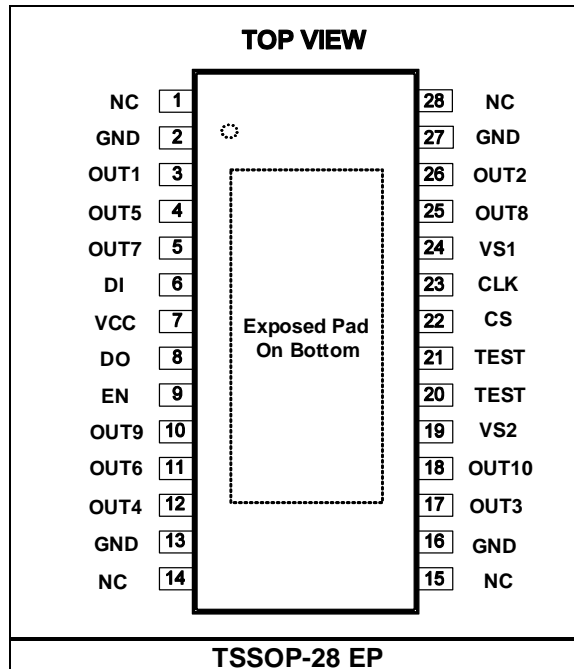 TOP VIEW
NC 1 28 NC
GND 2 27 GND
OUT1 3 26 OUT2
OUT5 4 25 OUT8
OUT7 5 24 VS1
DI 6 23 CLK
VCC 7 22 CS
Exposed Pad
On Bottom
DO 8 21 TEST
EN 9 20 TEST
OUT9 10 19 VS2
OUT6 11 18 OUT10
OUT4 12 17 OUT3
GND 13 16 GND
NC 14 15 NC
TSSOP-28 EP